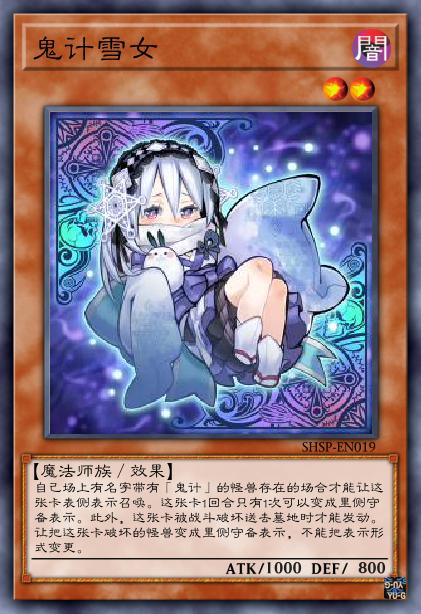 鬼计雪女
闇
SHSP-EN019
【魔法师族／效果】
自己场上有名字带有「鬼计」的怪兽存在的场合才能让这
张卡表侧表示召唤。这张卡1回合只有1次可以变成里侧守
备表示。此外，这张卡被战斗破坏送去墓地时才能发动。
让把这张卡破坏的怪兽变成里侧守备表示，不能把表示形
式变更。
ATK/1000 DEF/ 800